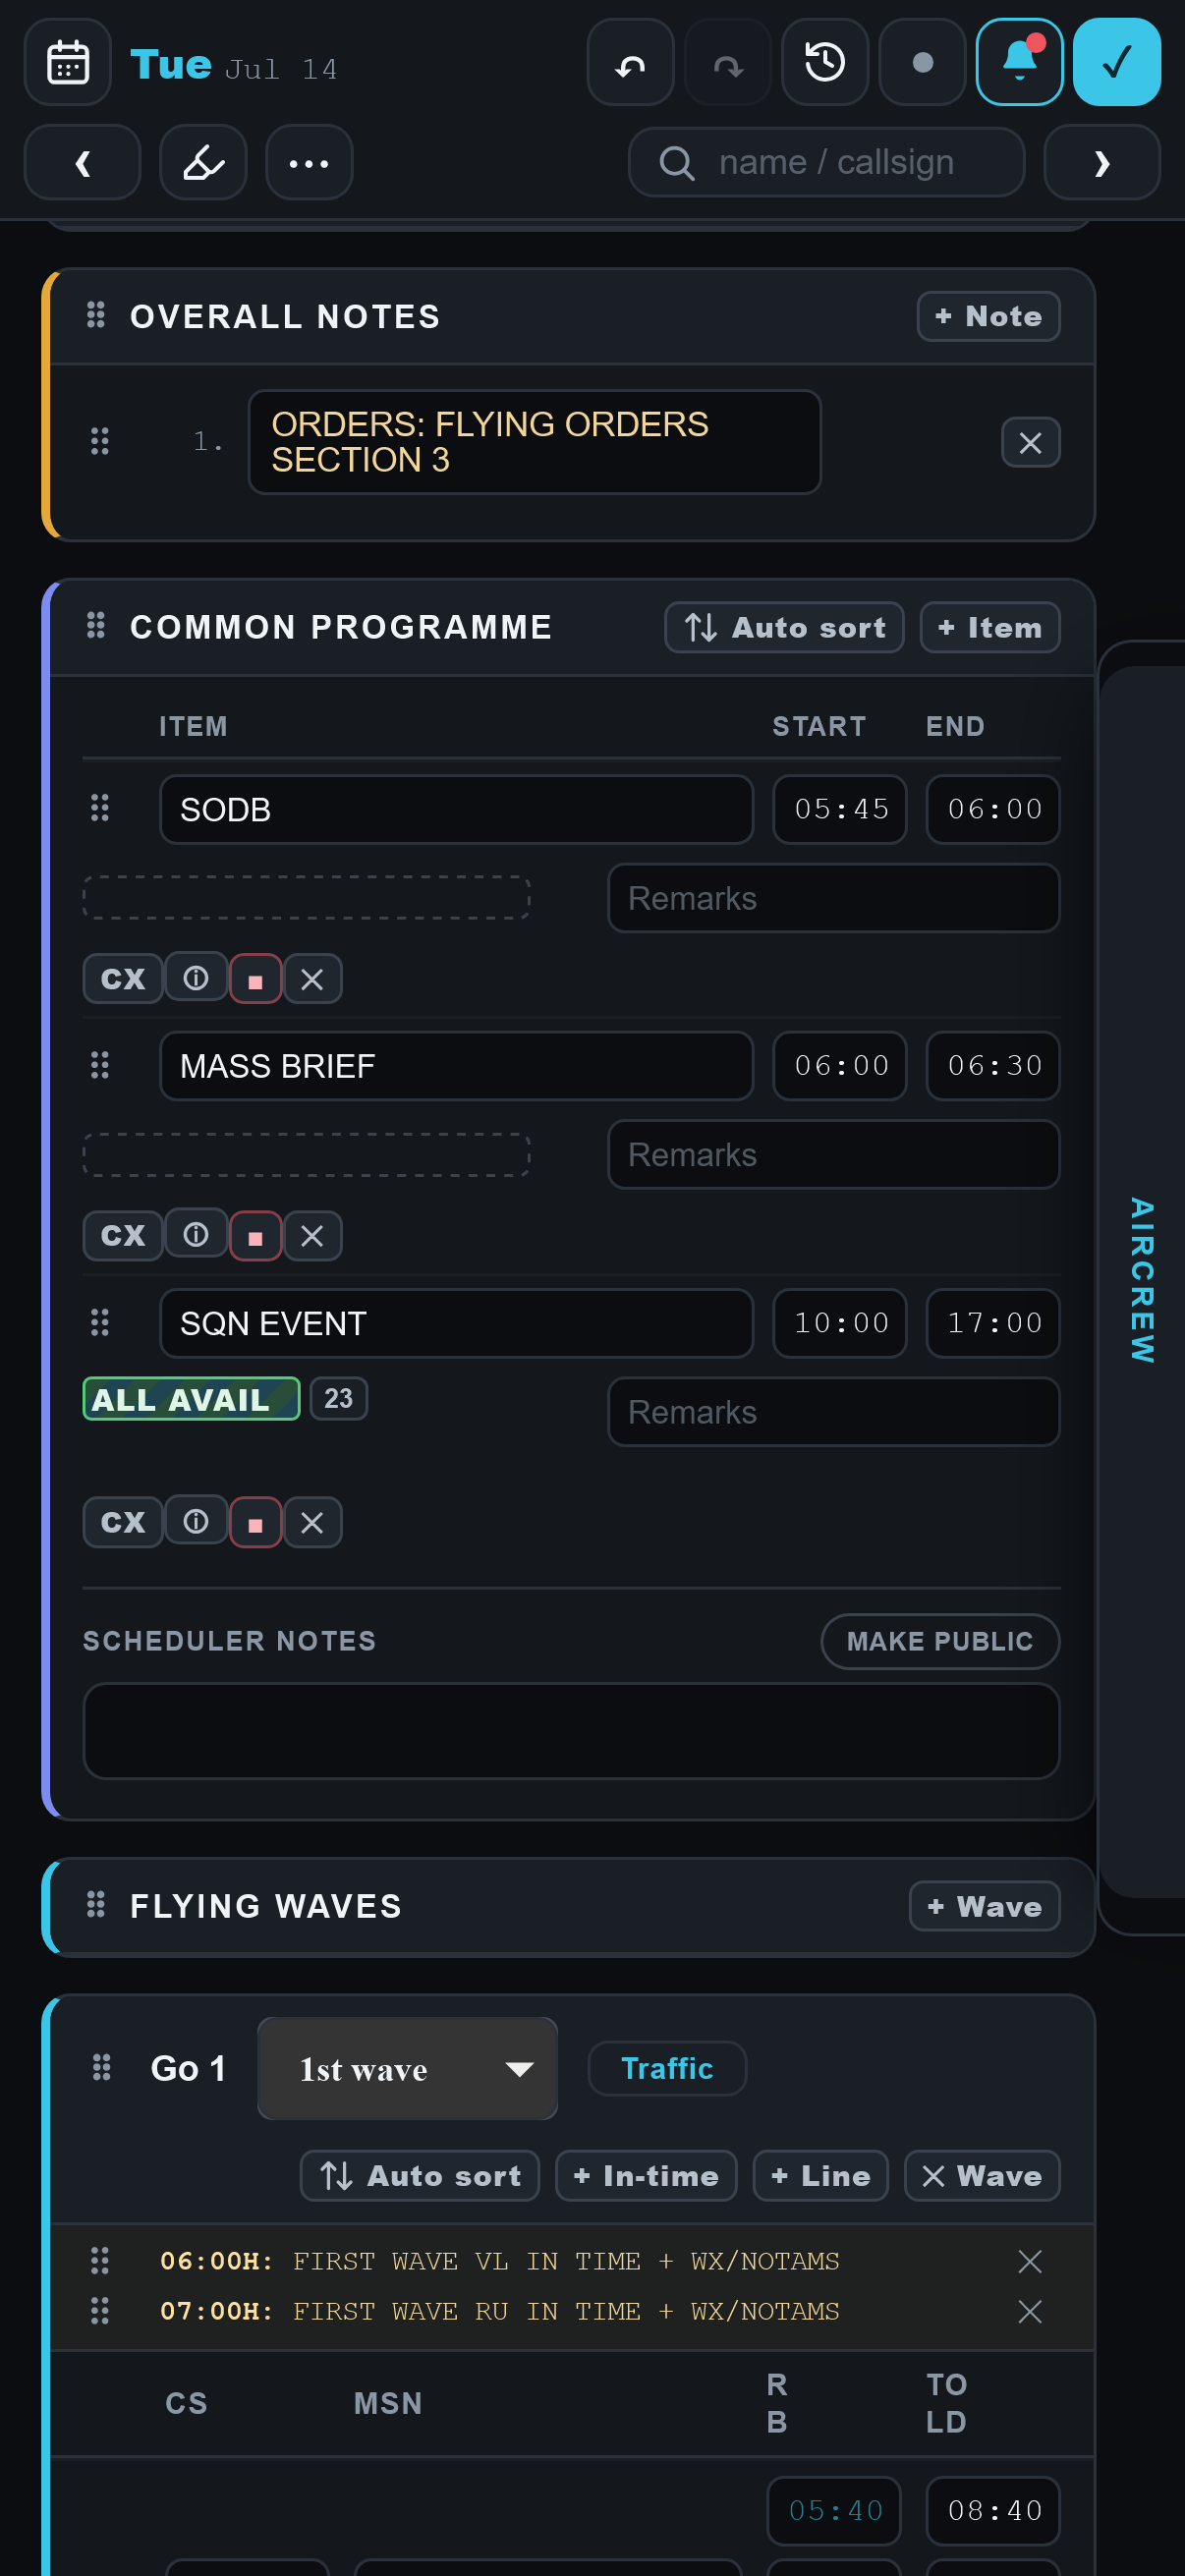 Tue Jul 14
name / callsign
OVERALL NOTES
+ Note
1.
ORDERS: FLYING ORDERS
SECTION 3
COMMON PROGRAMME
Auto sort
+ Item
ITEM START END
SODB 05:45 06:00
Remarks
CX
MASS BRIEF 06:00 06:30
Remarks
CX
SQN EVENT 10:00 17:00
ALL AVAIL 23 Remarks
CX
SCHEDULER NOTES MAKE PUBLIC
AIRCREW
FLYING WAVES + Wave
Go 1 1st wave Traffic
Auto sort + In-time + Line × Wave
06:00H: FIRST WAVE VL IN TIME + WX/NOTAMS
07:00H: FIRST WAVE RU IN TIME + WX/NOTAMS
CS MSN R TO
B LD
05:40 08:40